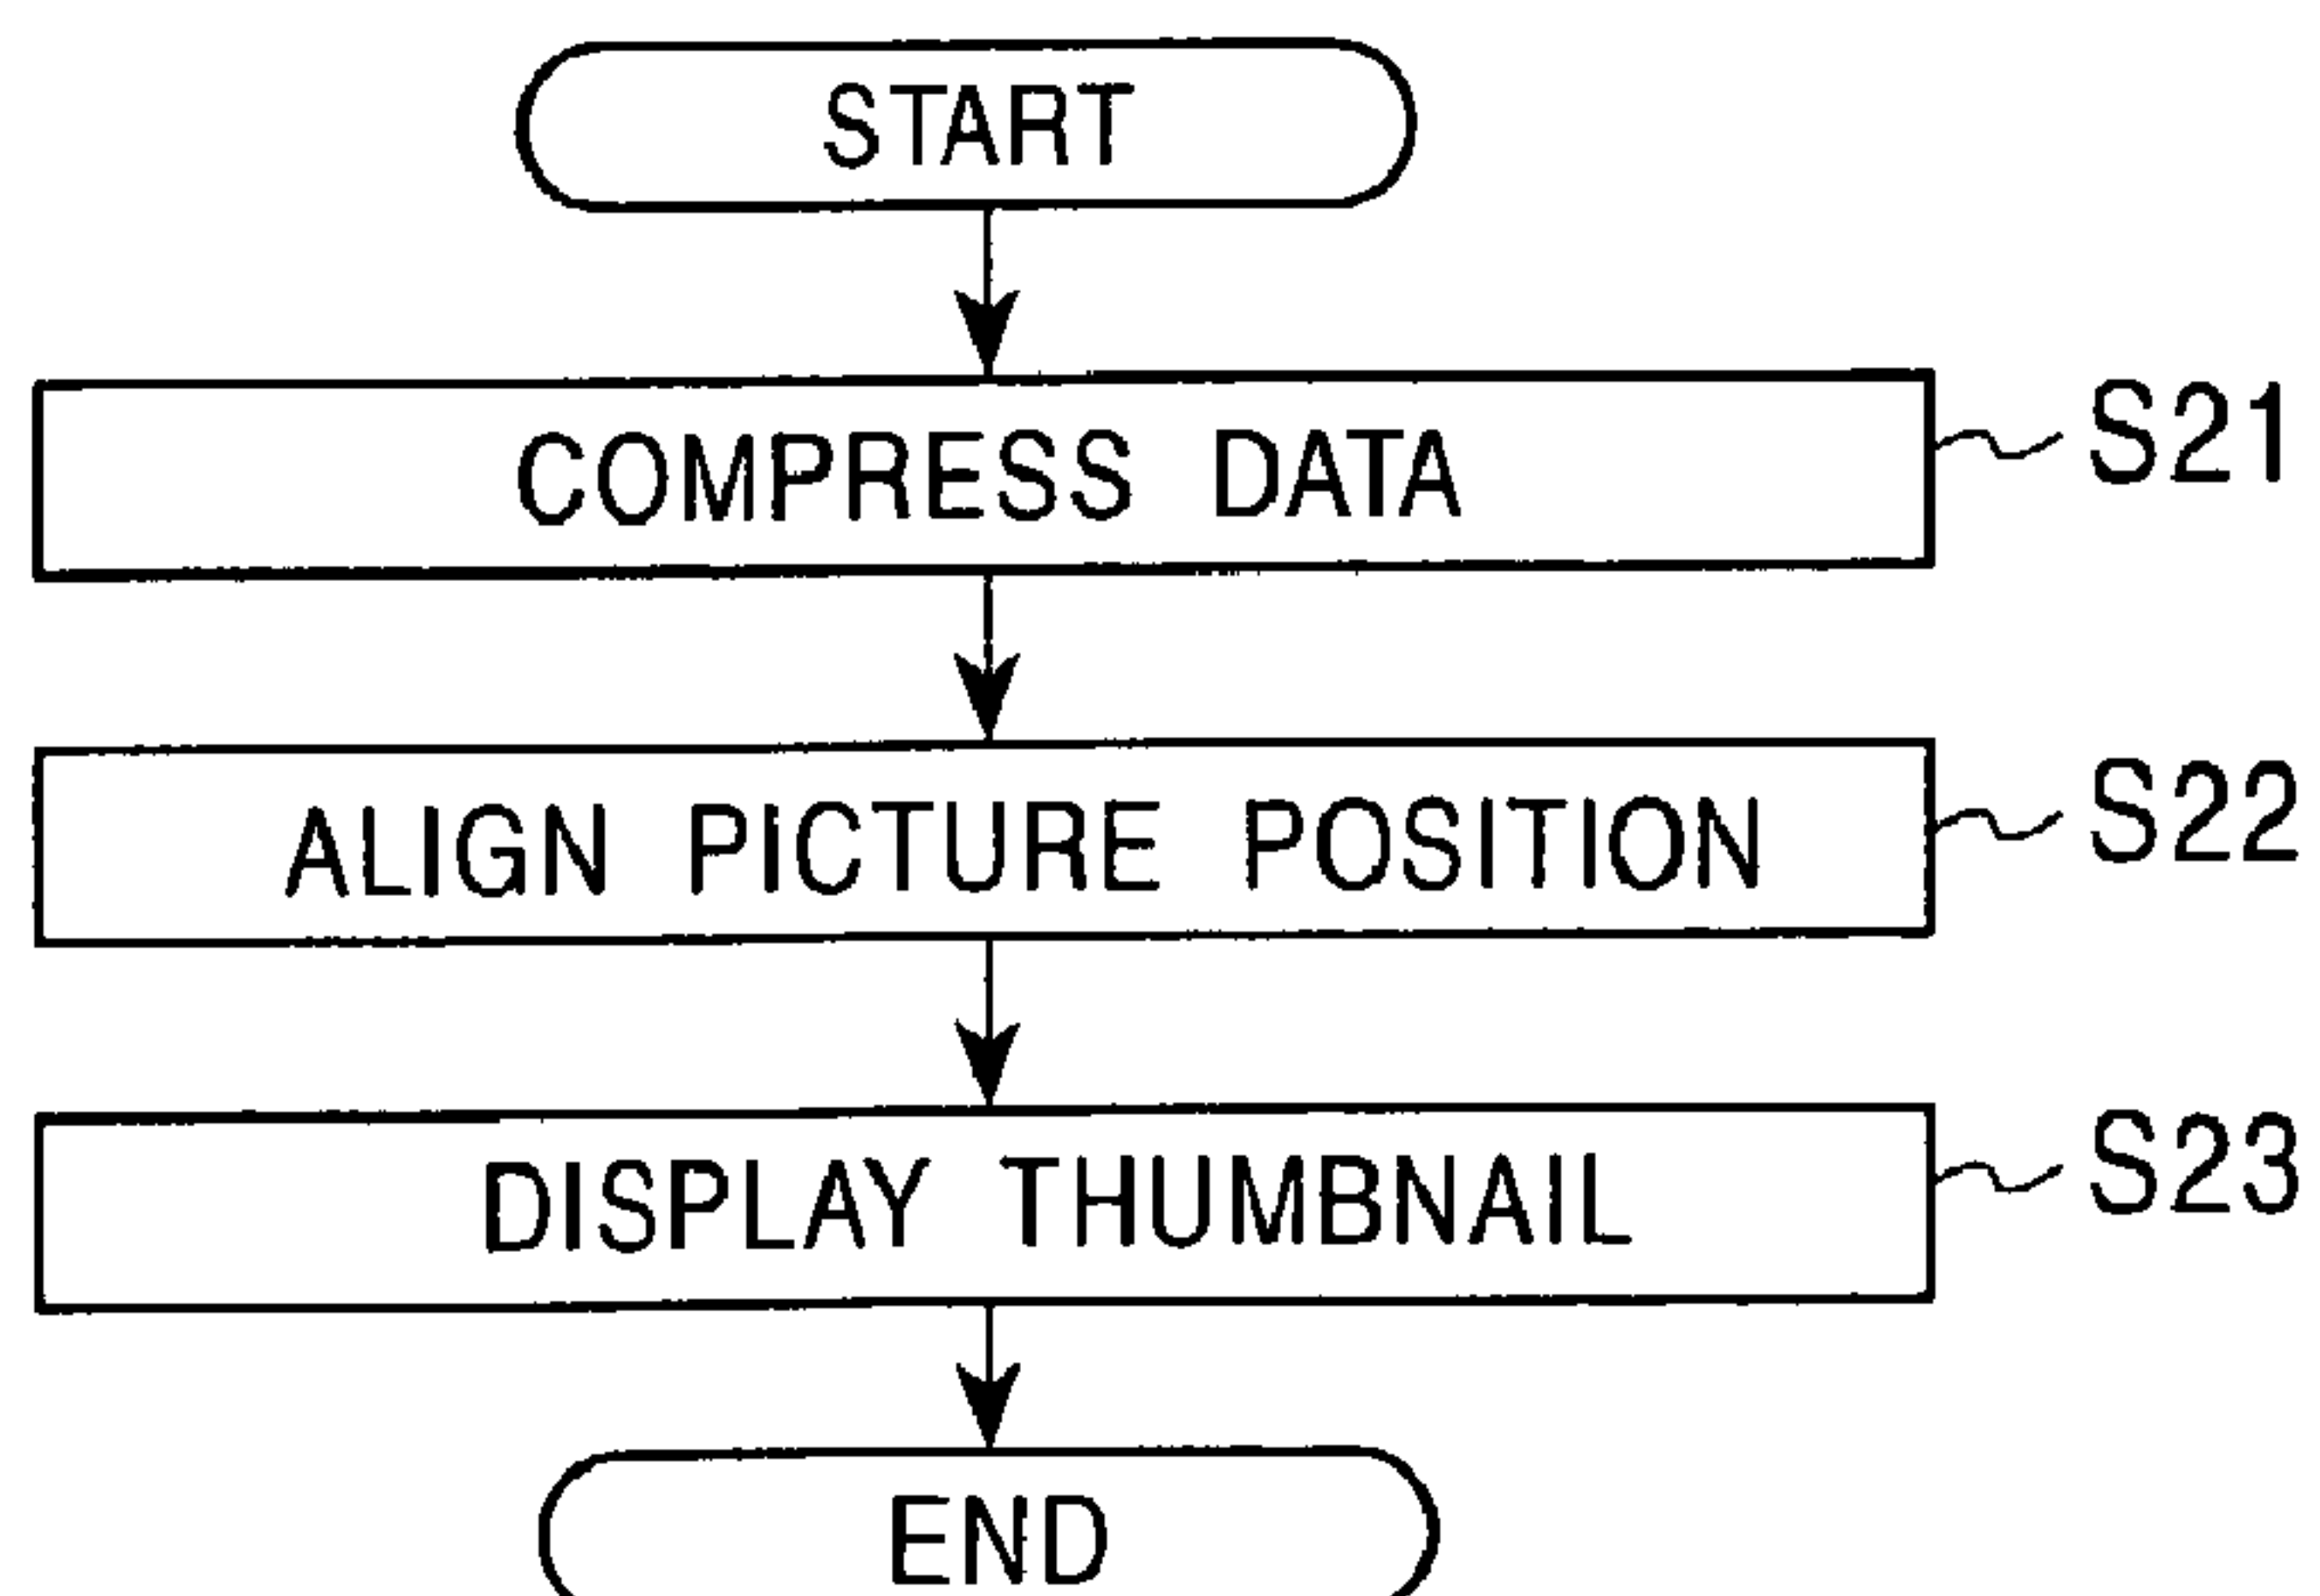 START
COMPRESS DATA
S21
ALIGN PICTURE POSITION
S22
DISPLAY THUMBNAIL
S23
END